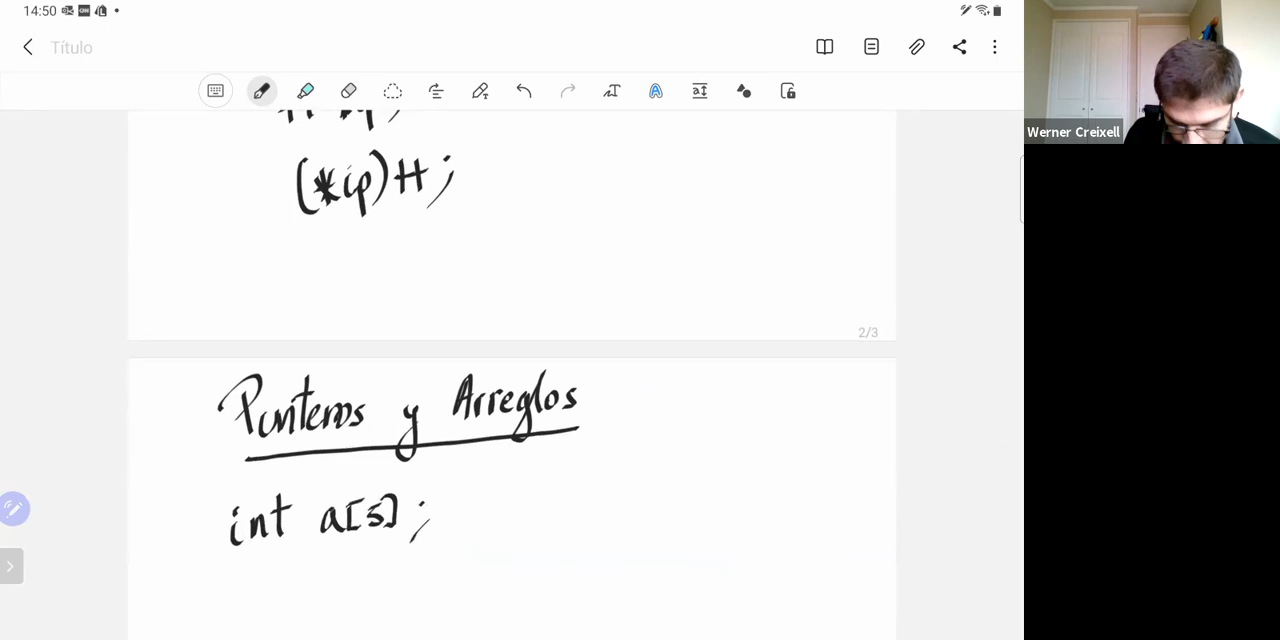 14:50
Título
(*ip)++;
2/3
Punteros y Arreglos
int a[5];
Werner Creixell